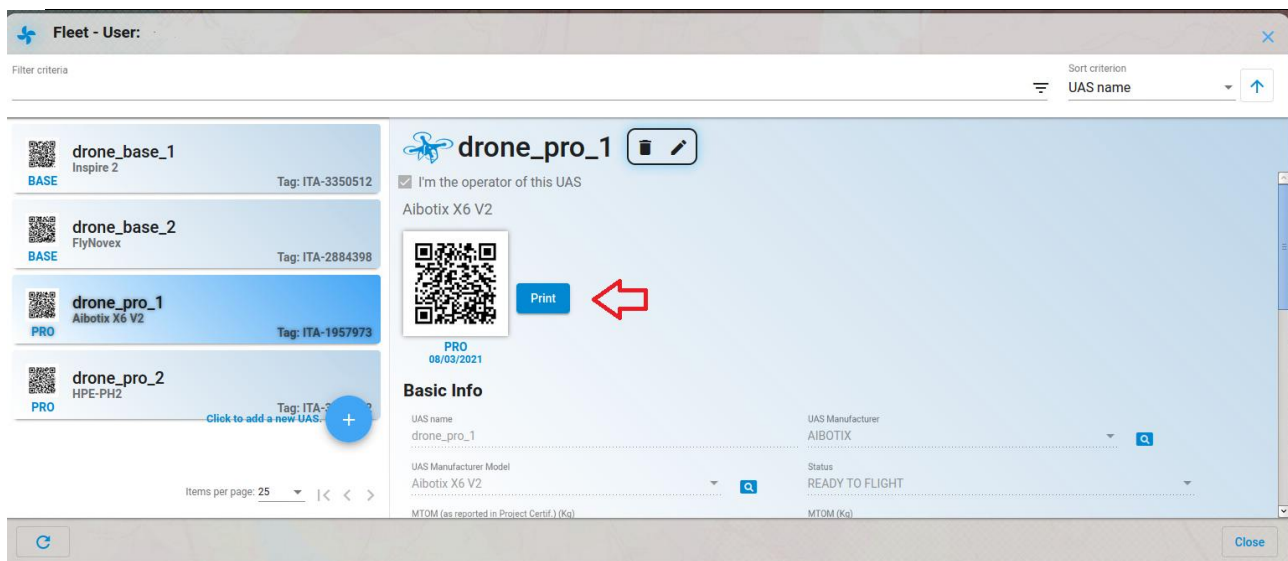 Fleet - User:
Filter criteria
Sort criterion
UAS name
drone_base_1
Inspire 2
BASE
Tag: ITA-3350512
drone_base_2
FlyNovex
BASE
Tag: ITA-2884398
drone_pro_1
Aibotix X6 V2
PRO
Tag: ITA-1957973
drone_pro_2
HPE-PH2
PRO
Tag:
Click to add a new UAS.
Items per page: 25
drone_pro_1
I'm the operator of this UAS
Aibotix X6 V2
Print
PRO
08/03/2021
Basic Info
UAS name
drone_pro_1
UAS Manufacturer
AIBOTIX
UAS Manufacturer Model
Aibotix X6 V2
Status
READY TO FLIGHT
MTOM (as reported in Project Certif.) (Kg)
MTOM (Kg)
Close